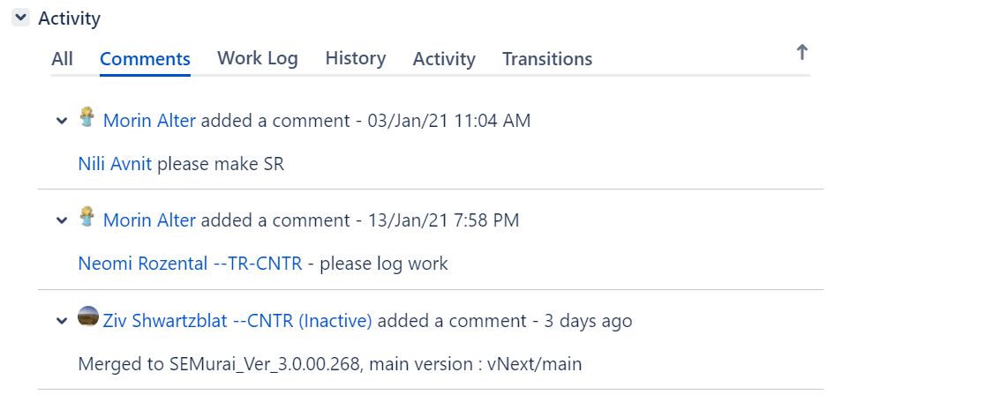 Activity
All Comments Work Log History Activity Transitions
Morin Alter added a comment - 03/Jan/21 11:04 AM
Nili Avnit please make SR
Morin Alter added a comment - 13/Jan/21 7:58 PM
Neomi Rozental --TR-CNTR - please log work
Ziv Shwartzblat --CNTR (Inactive) added a comment - 3 days ago
Merged to SEMurai_Ver_3.0.00.268, main version : vNext/main